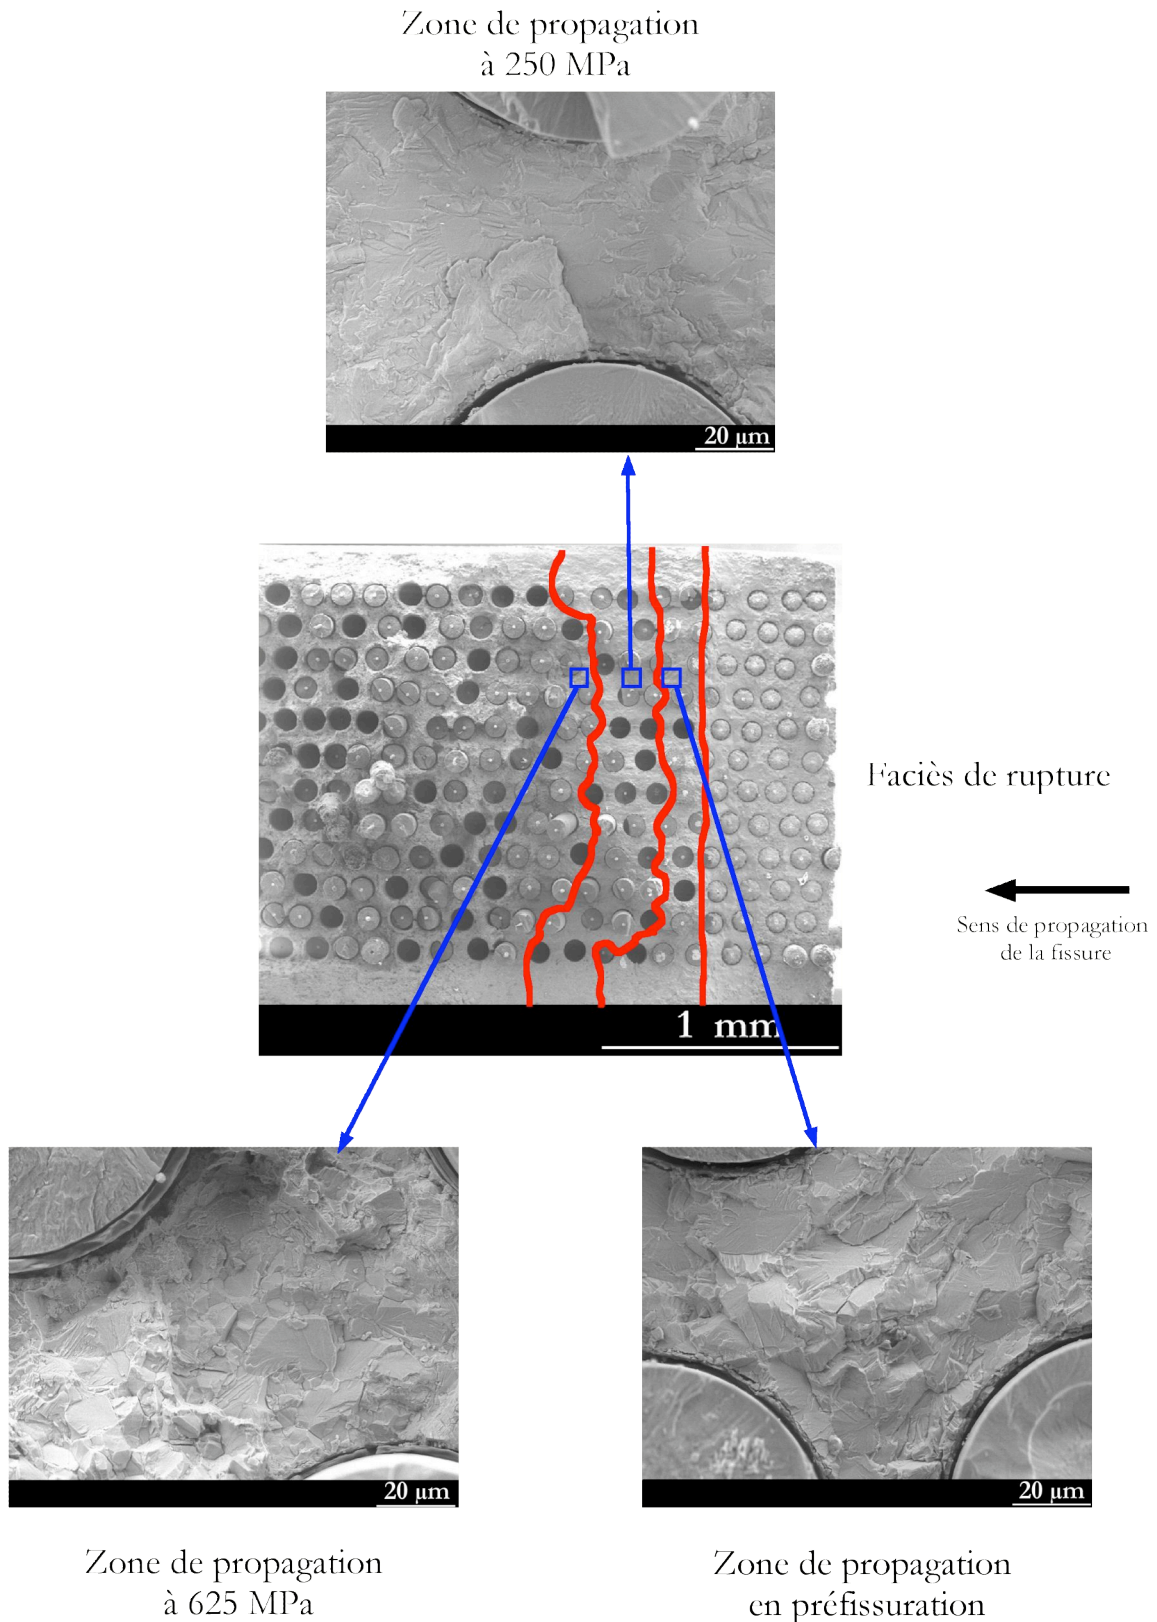 Zone de propagation
à 250 MPa
20 µm
1 mm
Faciès de rupture
Sens de propagation
de la fissure
20 µm
20 µm
Zone de propagation
à 625 MPa
Zone de propagation
en préfissuration